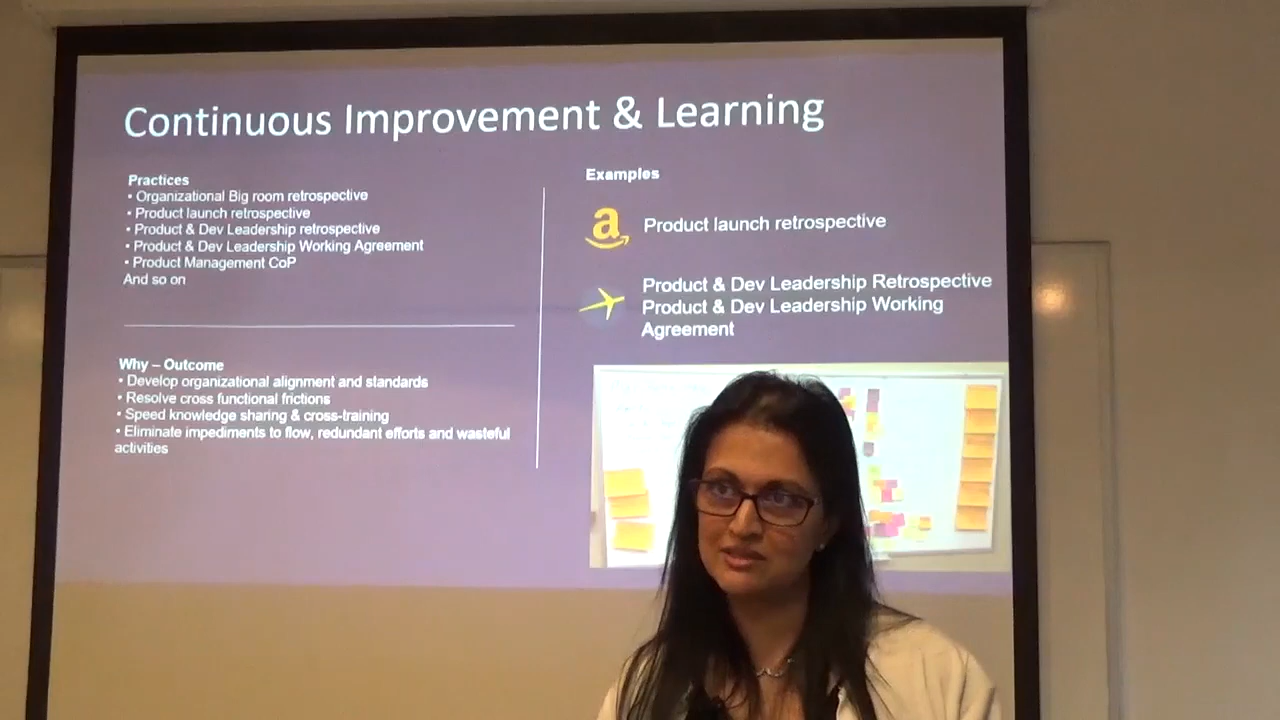 Continuous Improvement & Learning
Practices
• Organizational Big room retrospective
• Product launch retrospective
• Product & Dev Leadership retrospective
• Product & Dev Leadership Working Agreement
• Product Management CoP
And so on
Why – Outcome
• Develop organizational alignment and standards
• Resolve cross functional frictions
• Speed knowledge sharing & cross-training
• Eliminate impediments to flow, redundant efforts and wasteful
activities
Examples
a
Product launch retrospective
Product & Dev Leadership Retrospective
Product & Dev Leadership Working
Agreement